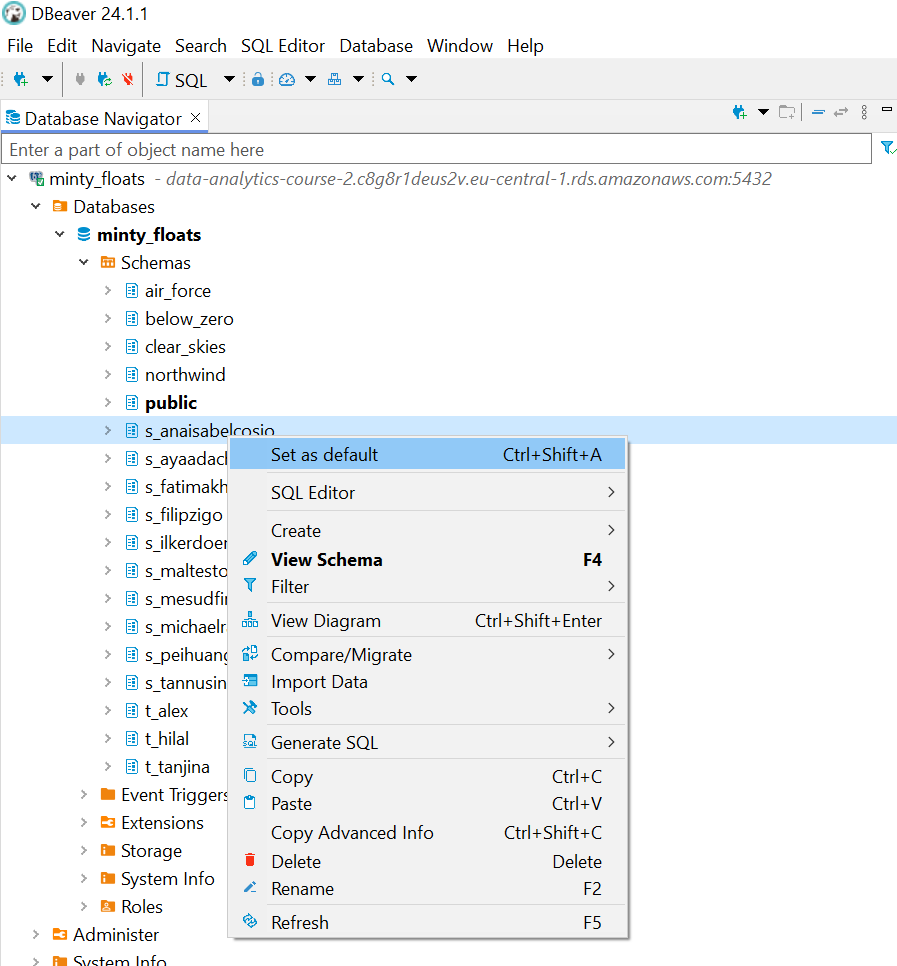 DBeaver 24.1.1
File Edit Navigate Search SQL Editor Database Window Help
SQL
Database Navigator
Enter a part of object name here
minty_floats - data-analytics-course-2.c8g8r1deus2v.eu-central-1.rds.amazonaws.com:5432
Databases
minty_floats
Schemas
air_force
below_zero
clear_skies
northwind
public
s_anaisabelcosio
s_ayaadach
s_fatimakh
s_filipzigo
s_ilkerdoer
s_maltesto
s_mesudfin
s_michaelr
s_peihuang
s_tannusin
t_alex
t_hilal
t_tanjina
Event Triggers
Extensions
Storage
System Info
Roles
Administer
System Info
Set as default Ctrl+Shift+A
SQL Editor
Create
View Schema F4
Filter
View Diagram Ctrl+Shift+Enter
Compare/Migrate
Import Data
Tools
Generate SQL
Copy Ctrl+C
Paste Ctrl+V
Copy Advanced Info Ctrl+Shift+C
Delete Delete
Rename F2
Refresh F5